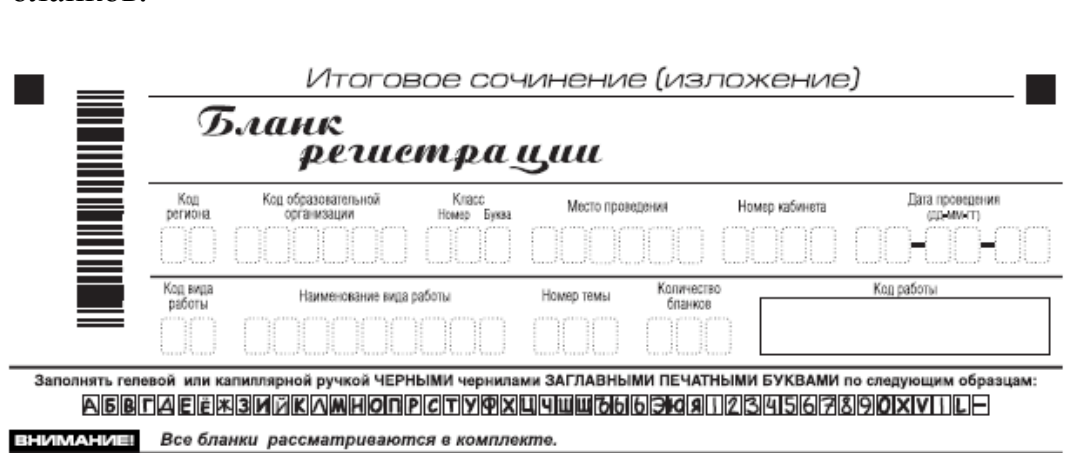 бланков.
Итоговое сочинение (изложение)
Бланк
регистрации
Код региона Код образовательной организации Класс Номер Буква Место проведения Номер кабинета Дата проведения (ДД-ММ-ГГ)
Код вида работы Наименование вида работы Номер темы Количество бланков Код работы
Заполнять гелевой или капиллярной ручкой ЧЕРНЫМИ чернилами ЗАГЛАВНЫМИ ПЕЧАТНЫМИ БУКВАМИ по следующим образцам:
АБВГДЕЁЖЗИЙКЛМНОПРСТУФХЦЧШЩЪЫЬЭЮЯ1234567890XVIL-
ВНИМАНИЕ! Все бланки рассматриваются в комплекте.